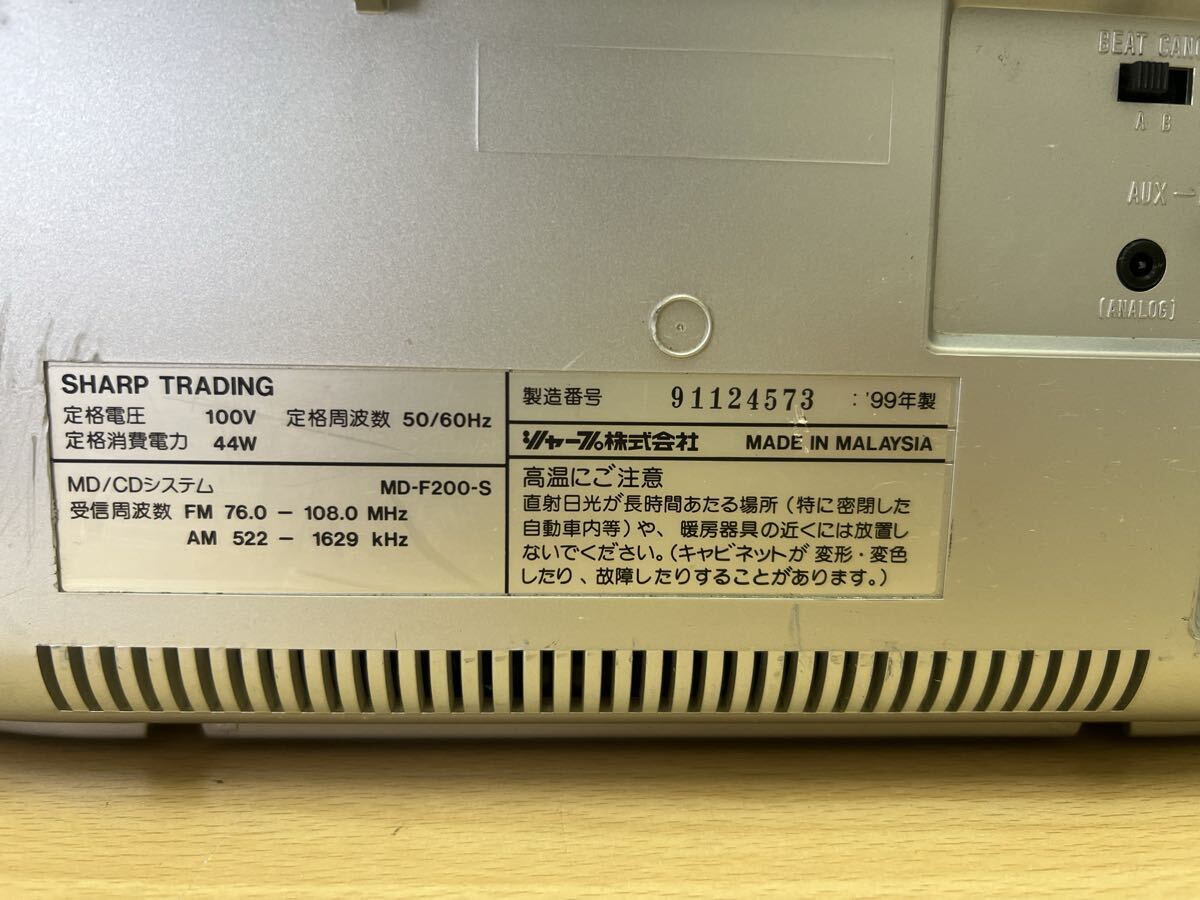 BEAT
A B
AUX
(ANALOG)
SHARP TRADING
定格電圧 100V 定格周波数 50/60Hz
定格消費電力 44W
MD/CDシステム MD-F200-S
受信周波数 FM 76.0 - 108.0 MHz
AM 522 - 1629 kHz
製造番号 91124573 : '99年製
シャープ株式会社 MADE IN MALAYSIA
高温にご注意
直射日光が長時間あたる場所(特に密閉した
自動車内等)や、暖房器具の近くには放置し
ないでください。(キャビネットが変形・変色
したり、故障したりすることがあります。)